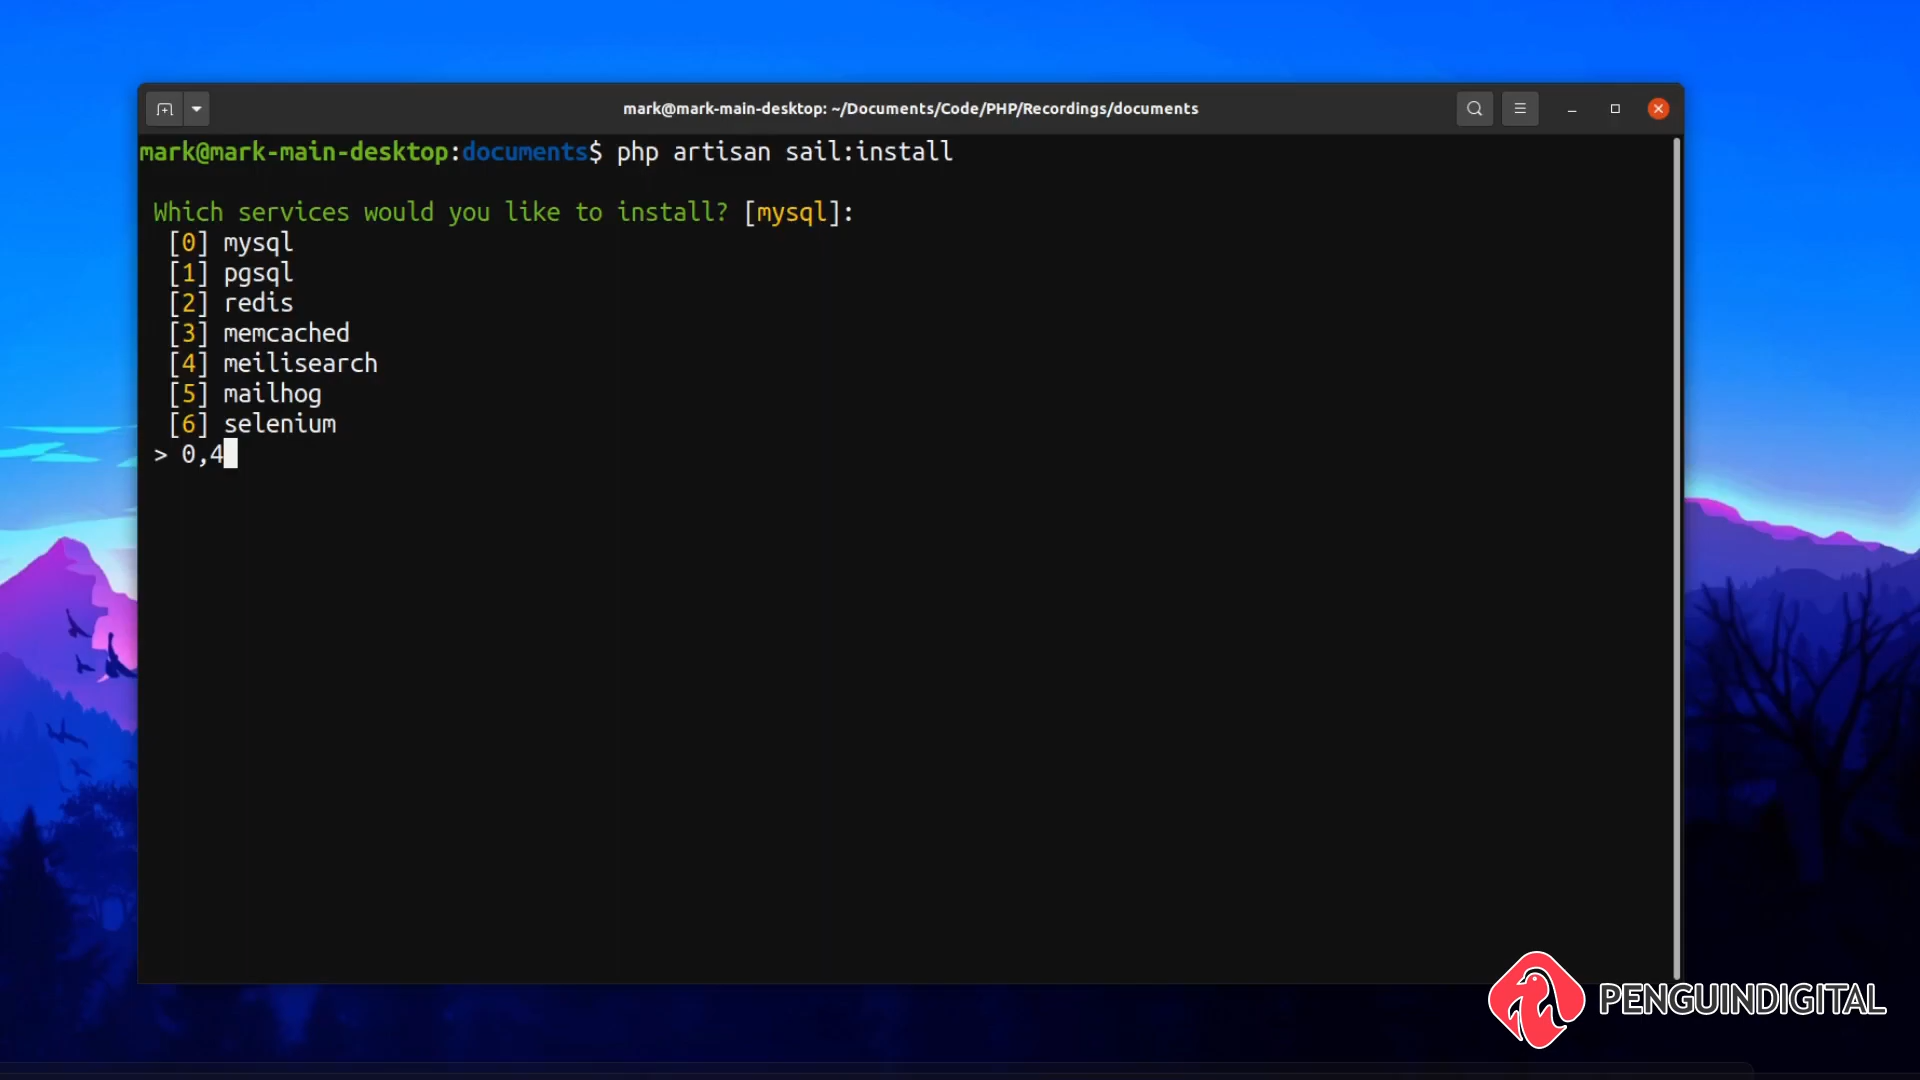 mark@mark-main-desktop: ~/Documents/Code/PHP/Recordings/documents
mark@mark-main-desktop:documents$ php artisan sail:install
Which services would you like to install? [mysql]:
[0] mysql
[1] pgsql
[2] redis
[3] memcached
[4] meilisearch
[5] mailhog
[6] selenium
> 0,4
PENGUINDIGITAL